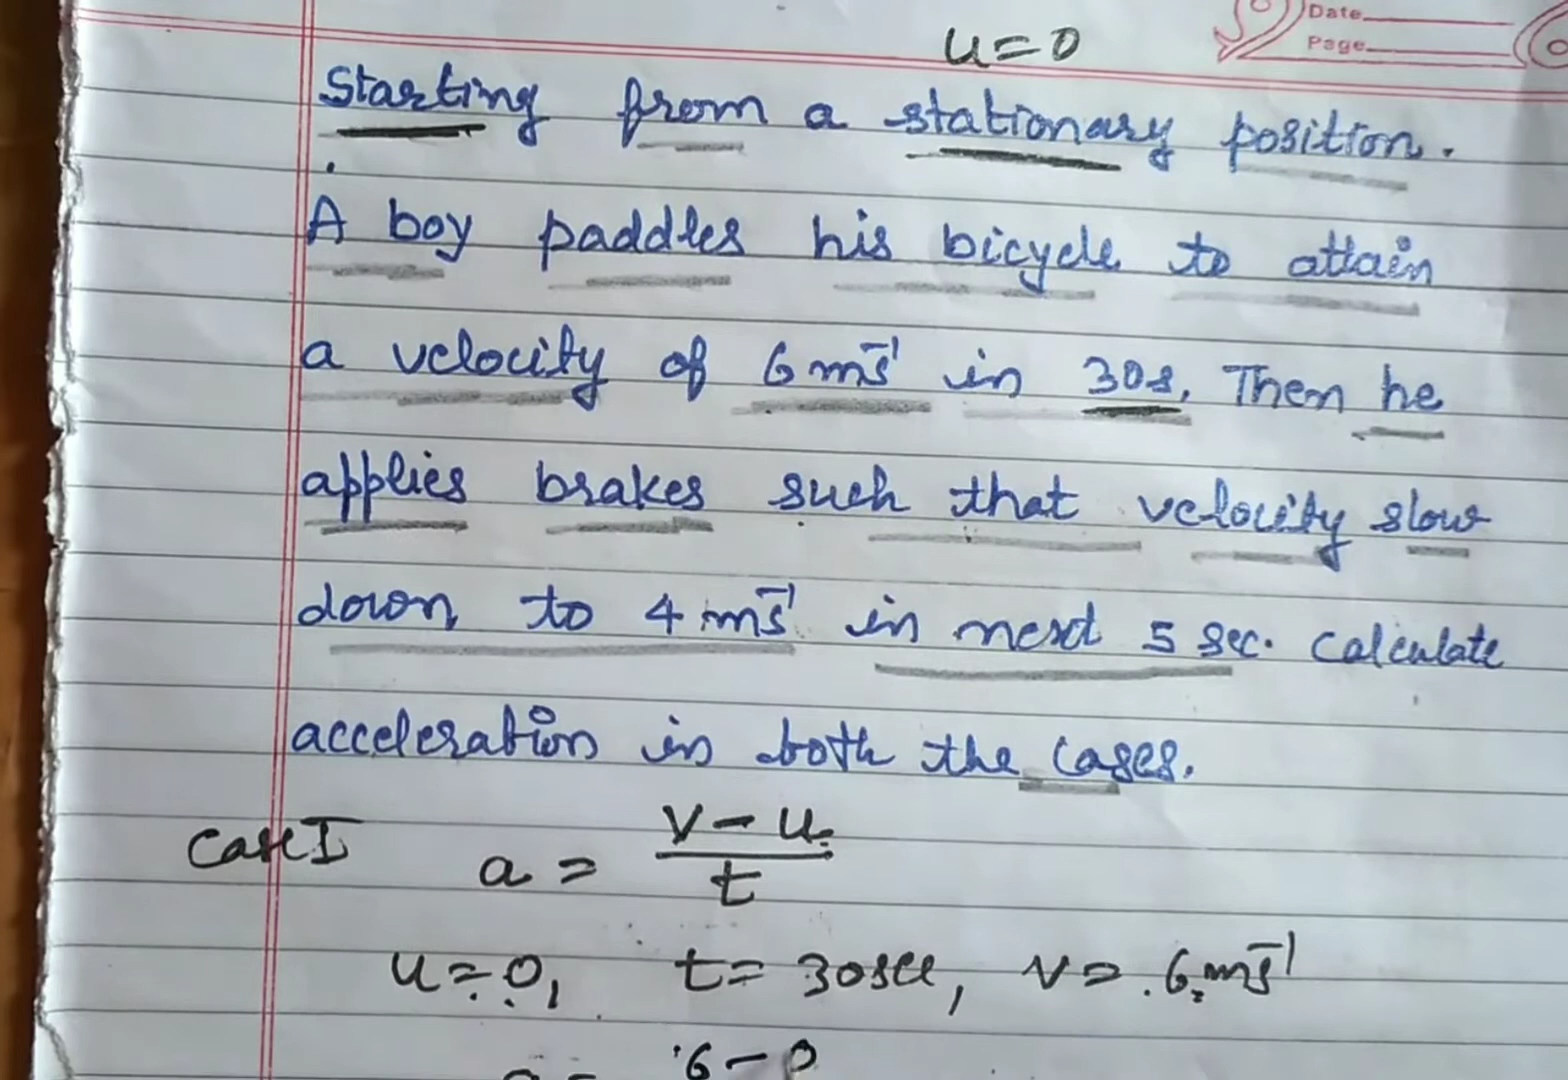 Date
Page
u=0
Starting from a stationary position.
A boy paddles his bicycle to attain
a velocity of 6 ms⁻¹ in 30s, Then he
applies brakes such that velocity slow
down to 4 ms⁻¹ in next 5 sec. Calculate
acceleration in both the cases.
Case I a = v-u/t
u=0, t= 30sec, v= 6ms⁻¹
6-0